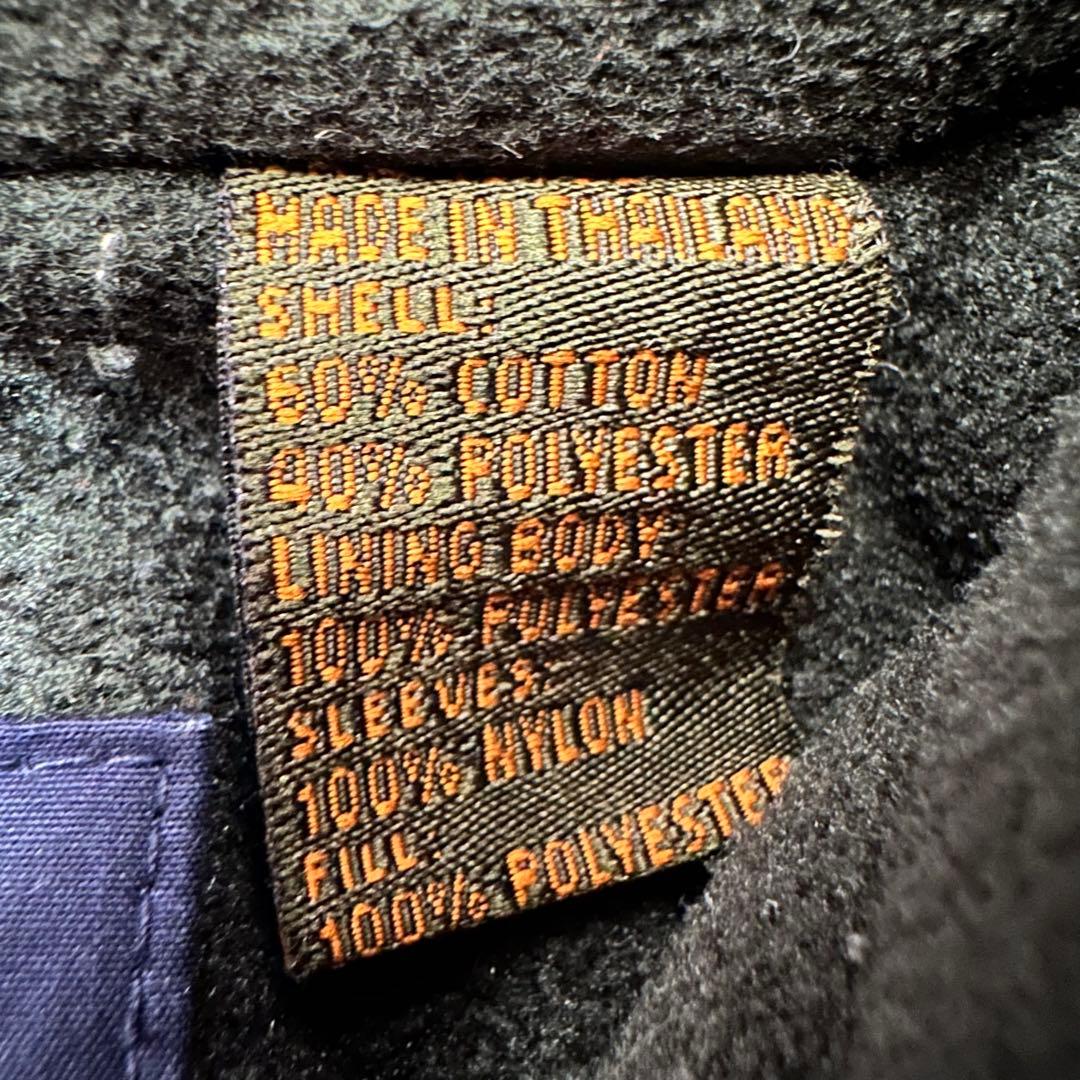 MADE IN THAILAND
SHELL:
60% COTTON
40% POLYESTER
LINING BODY
100% POLYESTER
SLEEVES:
100% NYLON
FILL:
100% POLYESTER